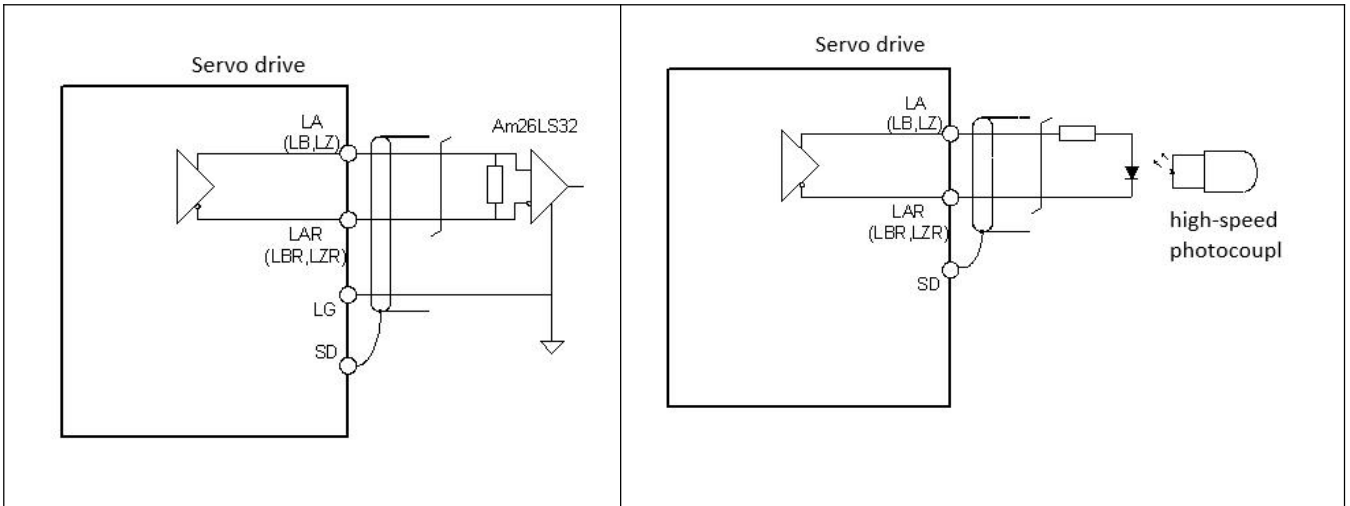 Servo drive
LA
(LB,LZ)
Am26LS32
LAR
(LBR,LZR)
LG
SD
Servo drive
LA
(LB,LZ)
LAR
(LBR,LZR)
SD
high-speed
photocoupl